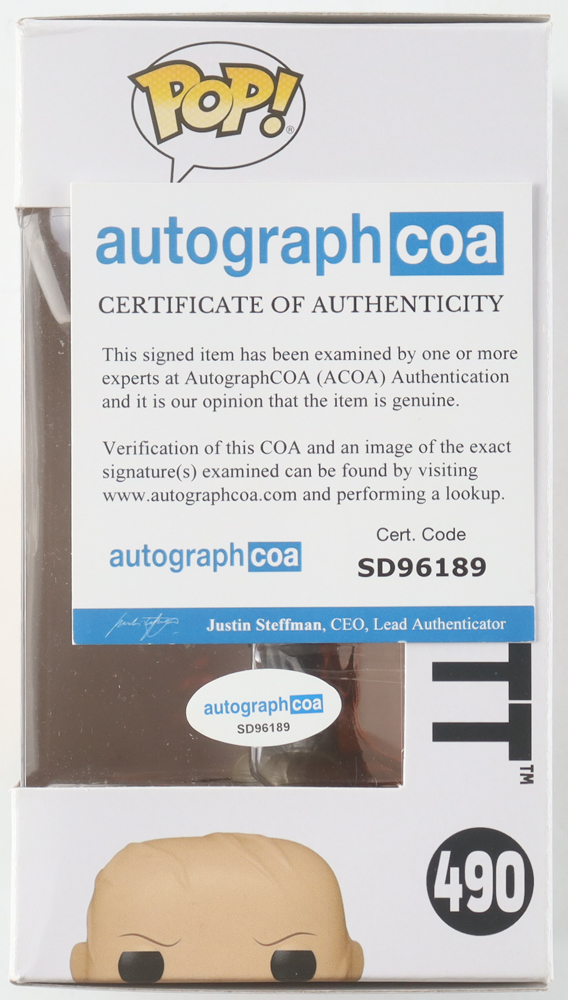 POP!
®
autographcoa
CERTIFICATE OF AUTHENTICITY
This signed item has been examined by one or more
experts at AutographCOA (ACOA) Authentication
and it is our opinion that the item is genuine.
Verification of this COA and an image of the exact
signature(s) examined can be found by visiting
www.autographcoa.com and performing a lookup.
autographcoa
Cert. Code
SD96189
Justin Steffman, CEO, Lead Authenticator
autographcoa
SD96189
TT™
490